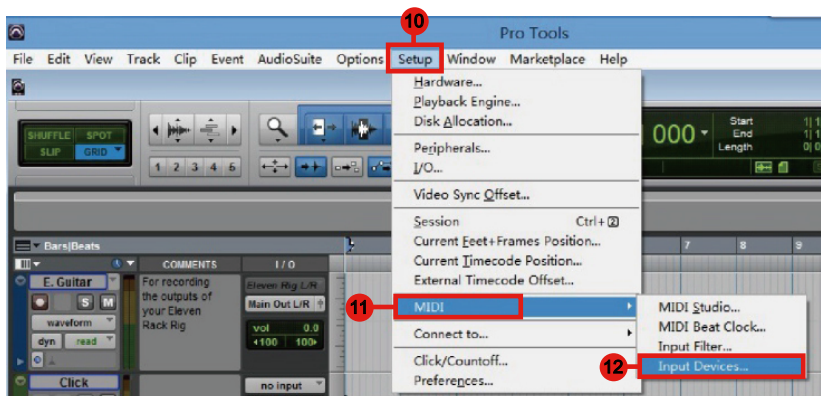 10
Pro Tools
File Edit View Track Clip Event AudioSuite Options Setup Window Marketplace Help
Hardware...
Playback Engine...
Disk Allocation...
Peripherals...
I/O...
Video Sync Offset...
Session Ctrl+2
Current Feet+Frames Position...
Current Timecode Position...
External Timecode Offset...
11
MIDI
Connect to...
Click/Countoff...
Preferences...
MIDI Studio...
MIDI Beat Clock...
Input Filter...
12
Input Devices...
SHUFFLE SPOT
SLIP GRID
1 2 3 4 5
000
Start
End
Length
Bars|Beats
7 8 9
COMMENTS I / O
E. Guitar
S M
waveform
dyn read
For recording
the outputs of
your Eleven
Rack Rig
Eleven Rig L/R
Main Out L/R
vol 0.0
100 100
Click
no input